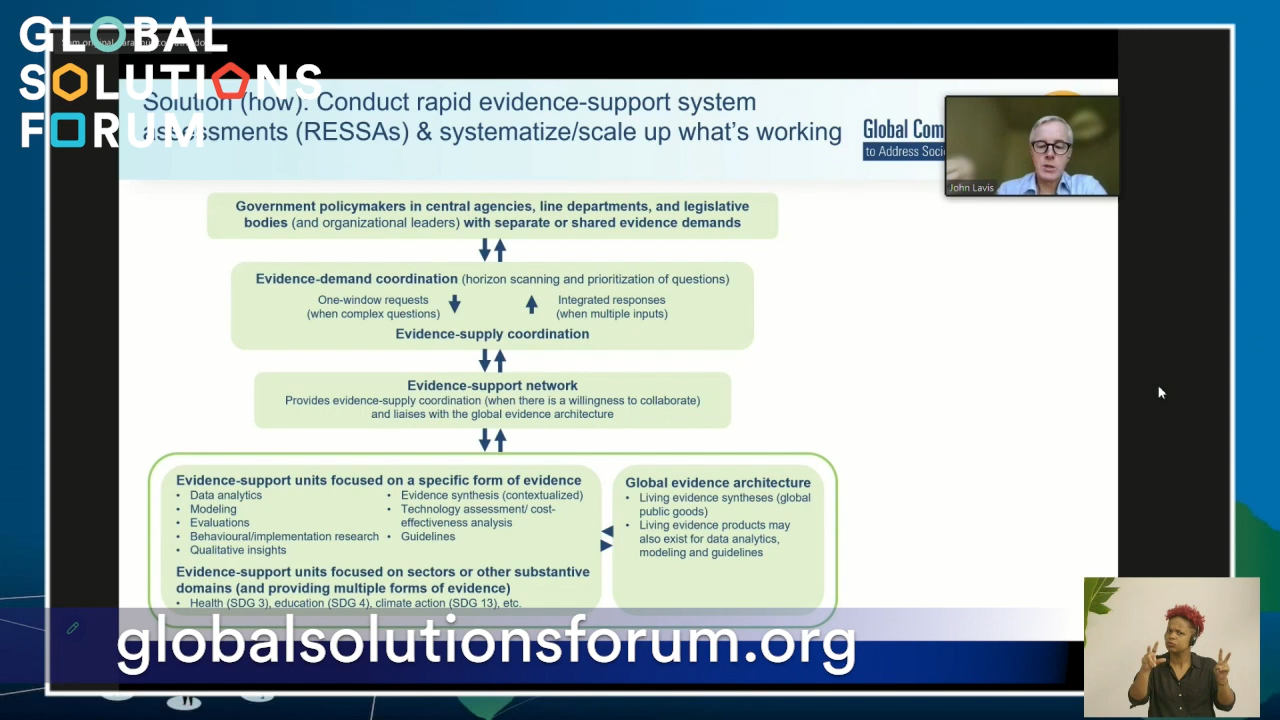 GLOBAL
SOLUTIONS
FORUM
Solution (how): Conduct rapid evidence-support system
assessments (RESSAs) & systematize/scale up what's working
Global Com
to Address Socie
John Lavis
Government policymakers in central agencies, line departments, and legislative
bodies (and organizational leaders) with separate or shared evidence demands
Evidence-demand coordination (horizon scanning and prioritization of questions)
One-window requests
(when complex questions)
Integrated responses
(when multiple inputs)
Evidence-supply coordination
Evidence-support network
Provides evidence-supply coordination (when there is a willingness to collaborate)
and liaises with the global evidence architecture
Evidence-support units focused on a specific form of evidence
• Data analytics
• Modeling
• Evaluations
• Behavioural/implementation research
• Qualitative insights
• Evidence synthesis (contextualized)
• Technology assessment/ cost-
effectiveness analysis
• Guidelines
Evidence-support units focused on sectors or other substantive
domains (and providing multiple forms of evidence)
• Health (SDG 3), education (SDG 4), climate action (SDG 13), etc.
Global evidence architecture
• Living evidence syntheses (global
public goods)
• Living evidence products may
also exist for data analytics,
modeling and guidelines
globalsolutionsforum.org